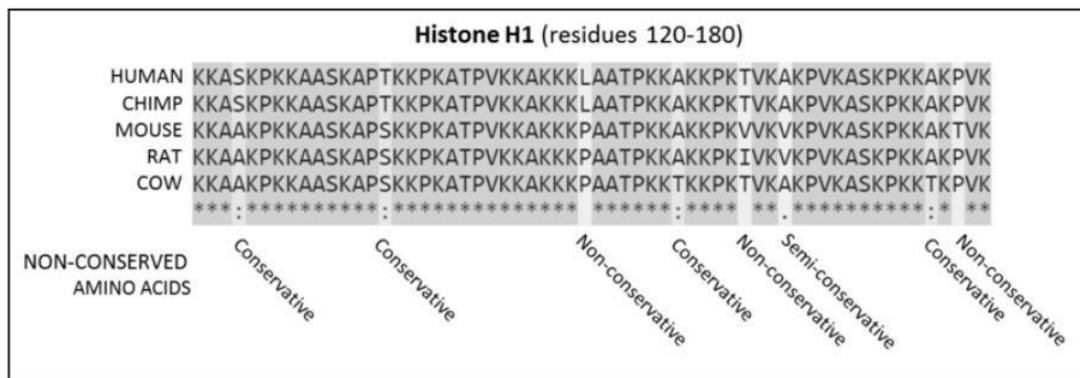 Histone H1 (residues 120-180)
HUMAN KKASKPKKAASKAPTKKPKATPVKKAKKKLAATPKKAKKPKTVKAKPVKASKPKKAKPVK
CHIMP KKASKPKKAASKAPTKKPKATPVKKAKKKLAATPKKAKKPKTVKAKPVKASKPKKAKPVK
MOUSE KKAAKPKKAASKAPSKKPKATPVKKAKKKPAATPKKAKKPKVVKVKPVKASKPKKAKTVK
RAT KKAAKPKKAASKAPSKKPKATPVKKAKKKPAATPKKAKKPKIVKVKPVKASKPKKAKPVK
COW KKAAKPKKAASKAPSKKPKATPVKKAKKKPAATPKKTKKPKTVKAKPVKASKPKKTKPVK
***:**********:************** ******:**** **.**********:* **
NON-CONSERVED
AMINO ACIDS
Conservative
Conservative
Non-conservative
Conservative
Non-conservative
Semi-conservative
Conservative
Non-conservative